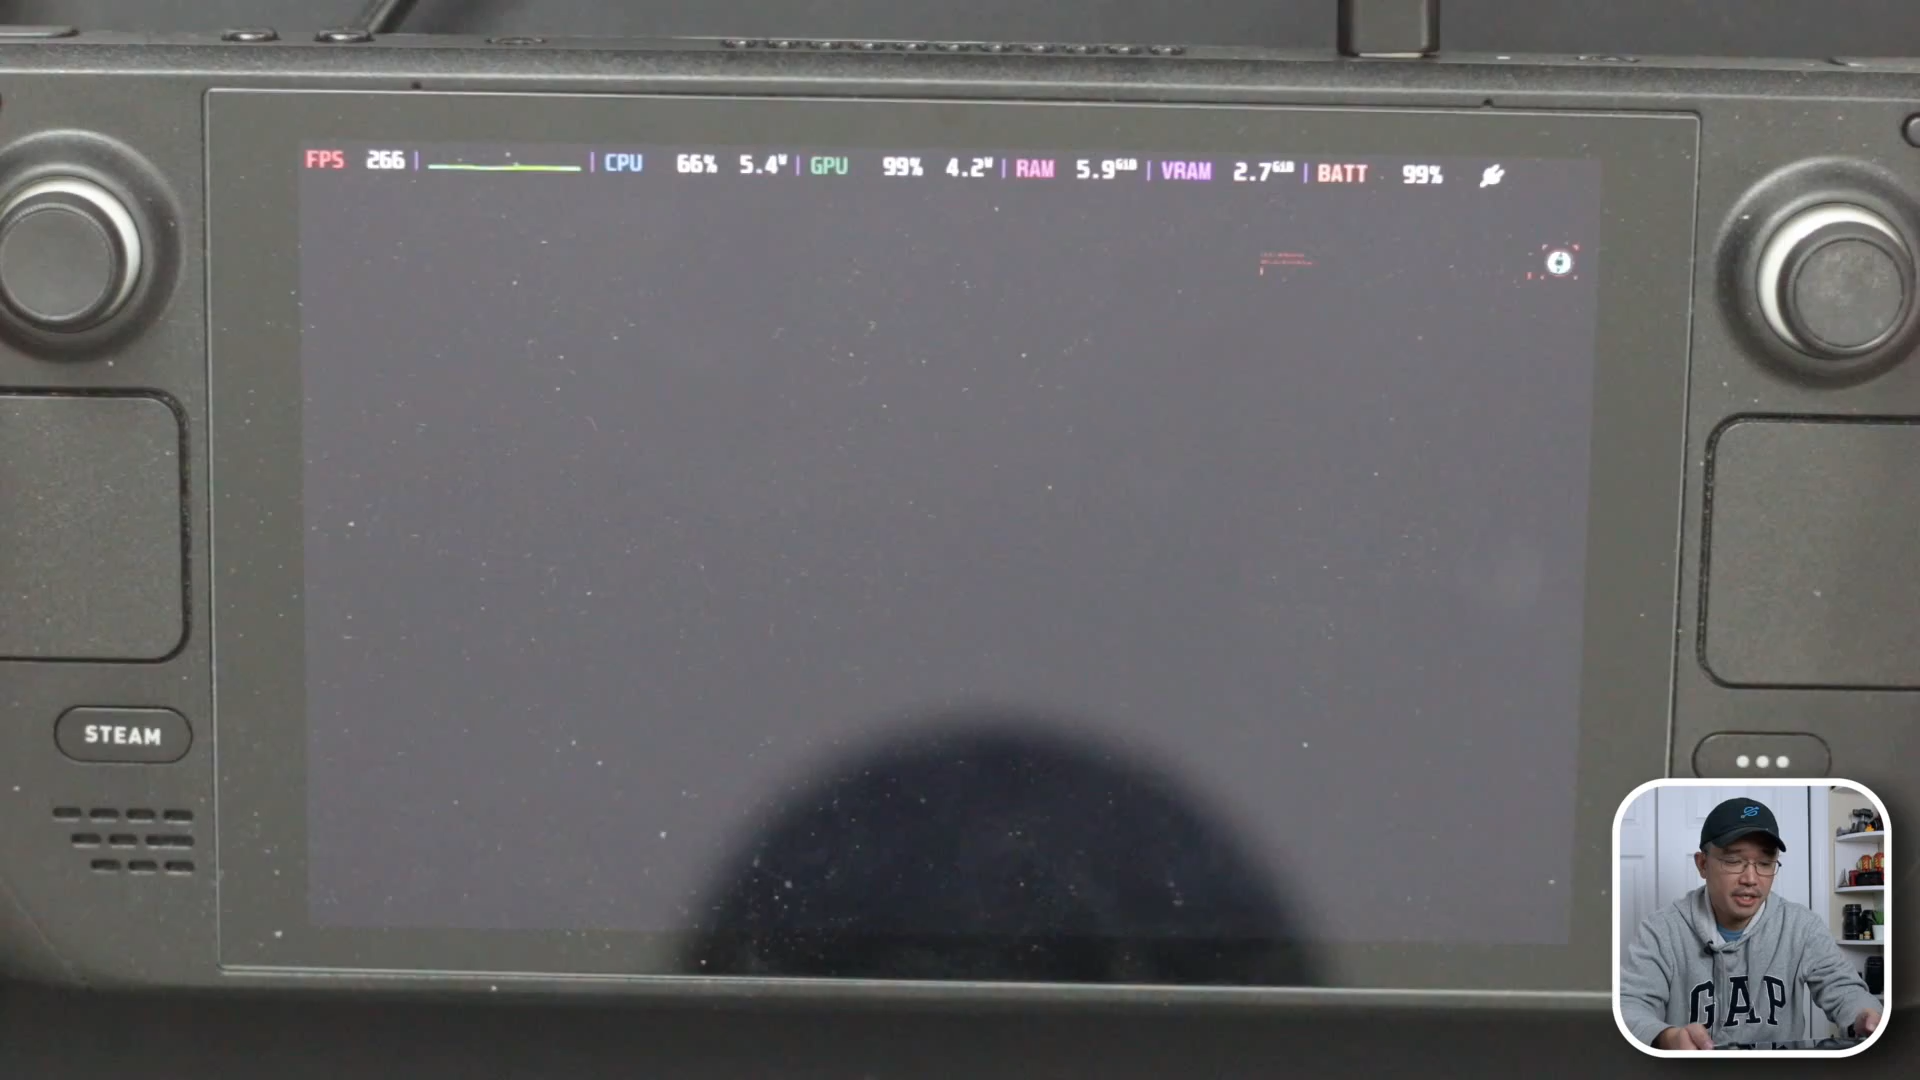 FPS 266 | | CPU 66% 5.4W | GPU 99% 4.2W | RAM 5.9GiB | VRAM 2.7GiB | BATT 99%
STEAM
GAP